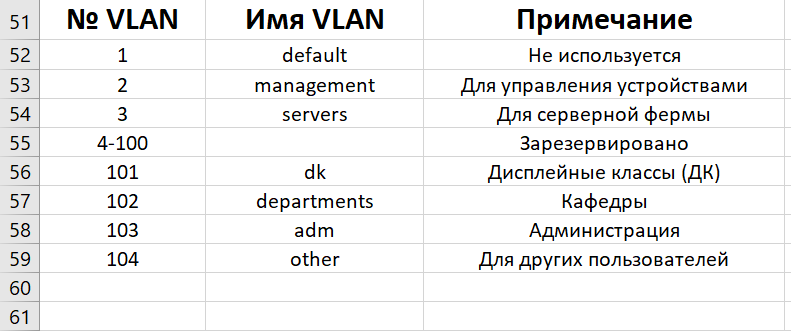 51 № VLAN Имя VLAN Примечание
52 1 default Не используется
53 2 management Для управления устройствами
54 3 servers Для серверной фермы
55 4-100 Зарезервировано
56 101 dk Дисплейные классы (ДК)
57 102 departments Кафедры
58 103 adm Администрация
59 104 other Для других пользователей
60
61